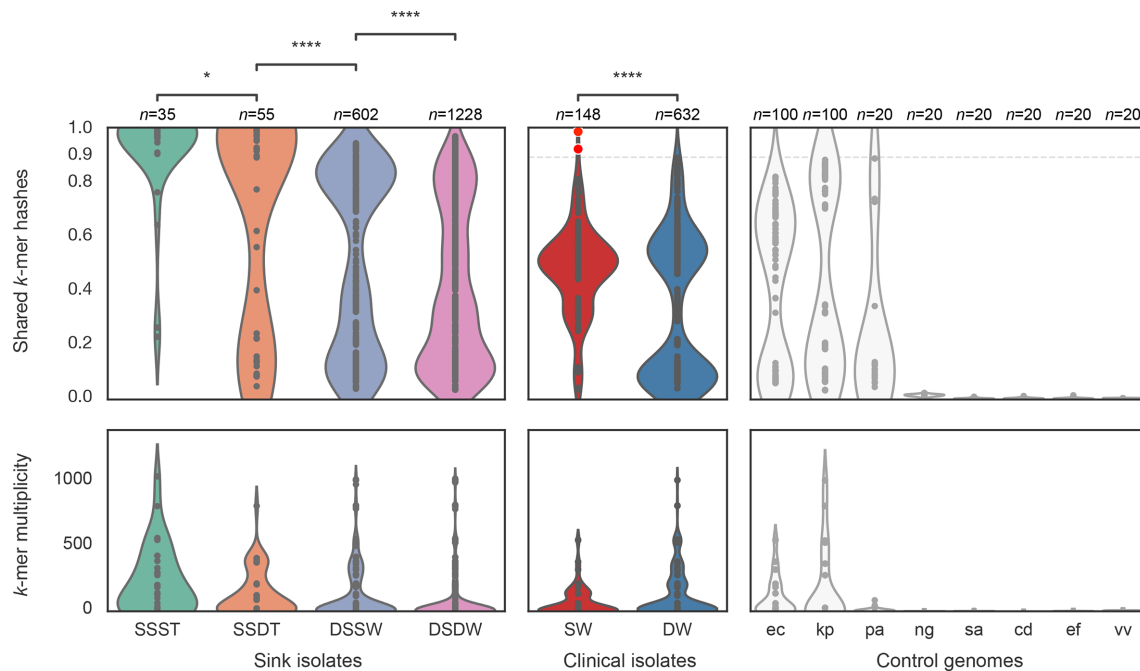 ****
****
*
****
n=35 n=55 n=602 n=1228 n=148 n=632 n=100 n=100 n=20 n=20 n=20 n=20 n=20 n=20
Shared k-mer hashes
1.0
0.9
0.8
0.6
0.4
0.2
0.0
k-mer multiplicity
1000
500
0
SSST SSDT DSSW DSDW SW DW ec kp pa ng sa cd ef vv
Sink isolates Clinical isolates Control genomes